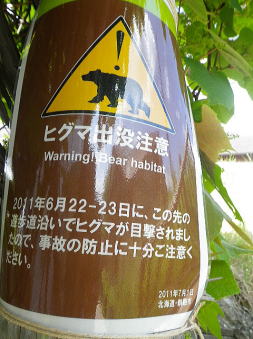 ヒグマ出没注意
Warning! Bear habitat
2011年6月22-23日に、この先の
遊歩道沿いでヒグマが目撃されまし
たので、事故の防止に十分ご注意く
ださい。
2011年7月1日
北海道・